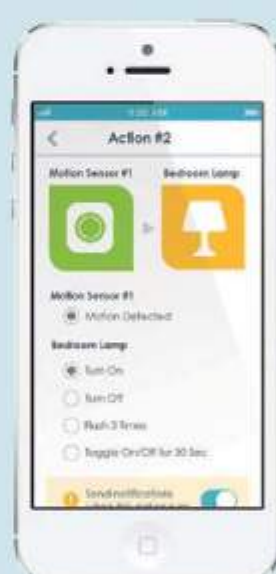 Action #2
Motion Sensor #1 Bedroom Lamp
Motion Sensor #1
Motion Detected
Bedroom Lamp
Turn On
Turn Off
Flash 3 Times
Toggle On/Off for 30 Sec
Send notifications